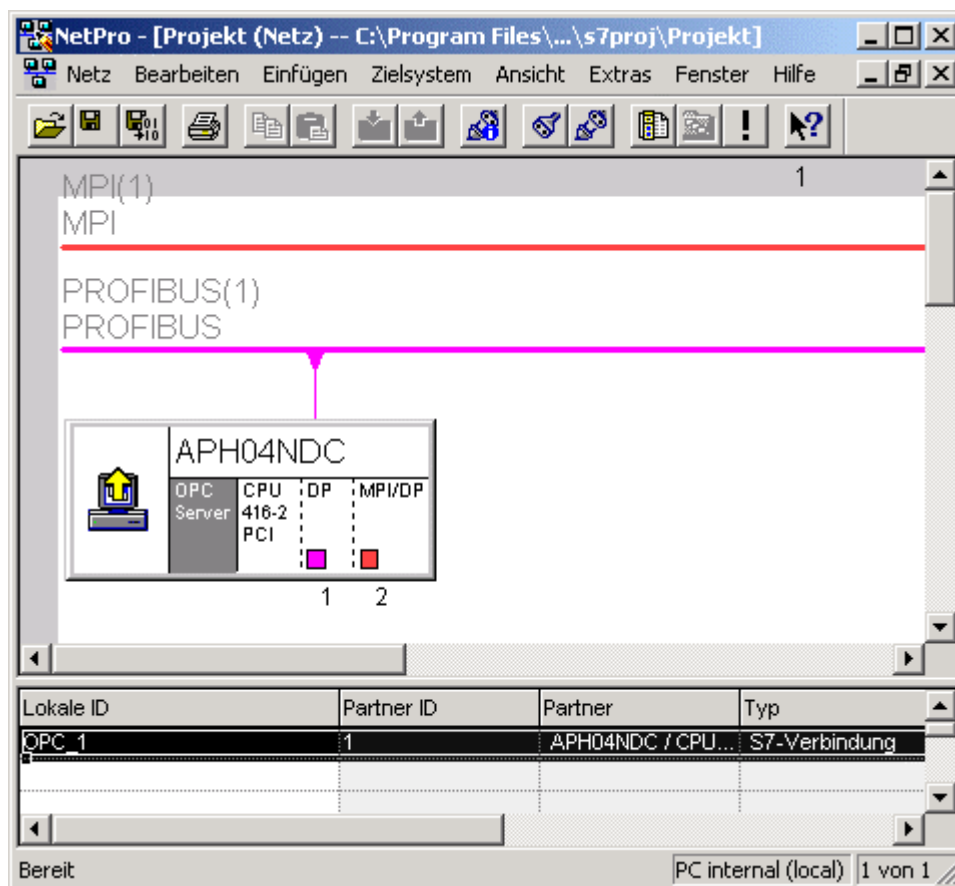 NetPro - [Projekt (Netz) -- C:\Program Files\...\s7proj\Projekt]
Netz Bearbeiten Einfügen Zielsystem Ansicht Extras Fenster Hilfe
1
MPI(1)
MPI
PROFIBUS(1)
PROFIBUS
APH04NDC
OPC Server
CPU 416-2 PCI
DP
MPI/DP
1 2
Lokale ID Partner ID Partner Typ
OPC_1 1 APH04NDC / CPU... S7-Verbindung
Bereit PC internal (local) 1 von 1